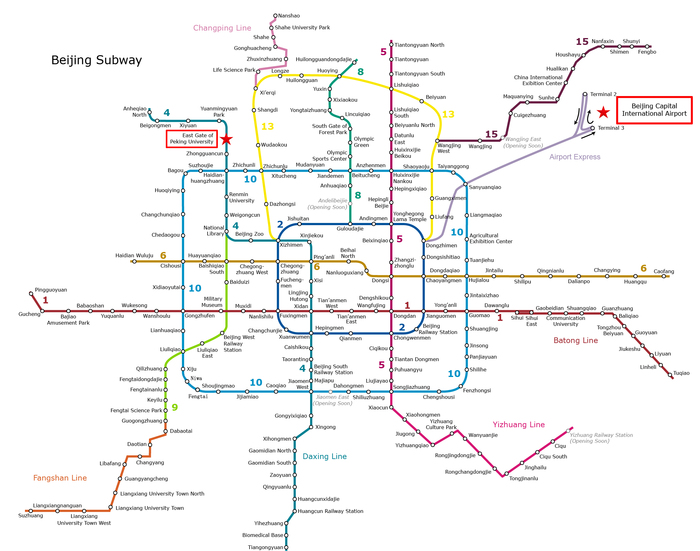 Beijing Subway
Changping Line
Nanshao
Shahe University Park
Shahe
Gonghuacheng
Zhuxinzhuang
Life Science Park
Huilongguandongdajie
8
Longze
Huoying
Huilongguan
Xi'erqi
Yuxin
Xixiaokou
Yongtaizhuang
Lincuiqiao
South Gate of
Forest Park
Olympic
Green
Olympic
Sports Center
Shangdi
13
Wudaokou
5
Tiantongyuan North
Tiantongyuan
Tiantongyuan South
Lishuiqiao
Lishuiqiao
South
Beiyuanlu North
Datunlu
East
Huixinxijie
Beikou
13
Beiyuan
Wangjing
West
Wangjing
15
Wangjing East
(Opening Soon)
Maquanying
Sunhe
Cuigezhuang
China International
Exhibition Center
Hualikan
Houshayu
15
Nanfaxin
Shunyi
Shimen
Fengbo
Terminal 2
Terminal 3
Beijing Capital
International Airport
Airport Express
Anheqiao
North
4
Beigongmen
Xiyuan
Yuanmingyuan
Park
East Gate of
Peking University
Zhongguancun
Bagou
Suzhoujie
Haidian
huangzhuang
Zhichunli
Zhichunlu
10
Xitucheng
Mudanyuan
Jiandemen
Anzhenmen
Beitucheng
Shaoyaoju
Huixinxijie
Nankou
Taiyanggong
Sanyuanqiao
Huoqiying
Changchunqiao
Chedaogou
Renmin
University
Weigongcun
National
Library
4
Beijing Zoo
Dazhongsi
Anhuaqiao
Andelibeijie
(Opening Soon)
8
Hepingxiqiao
Hepingli
Beijie
Guangximen
Liufang
Liangmaqiao
2
Jishuitan
Guloudajie
Andingmen
Yonghegong
Lama Temple
Xizhimen
Xinjiekou
Dongzhimen
Beixinqiao
5
Agricultural
Exhibition Center
10
Haidian Wuluju
6
Cishousi
Huayuanqiao
Baishiqiao
South
Chegong-
zhuang West
Chegong-
zhuang
Ping'anli
6
Beihai
North
Nanluoguxiang
Zhangzi-
zhonglu
Dongsi
Dongsishitiao
Dongdaqiao
Chaoyangmen
Tuanjiehu
Hujialou
Jintailu
Shilipu
Qingnianlu
Dalianpo
Changying
Huangqu
6
Caofang
Xidiaoyutai
10
Baiduizi
Fucheng-
men
Xisi
Lingjing
Hutong
Xidan
Pingguoyuan
1
Gucheng
Bajiao
Amusement Park
Babaoshan
Yuquanlu
Wukesong
Wanshoulu
Gongzhufen
Military
Museum
Muxidi
Nanlishilu
Fuxingmen
Tian'anmen
West
Tian'anmen
East
Dengshikou
Wangfujing
1
Dongdan
Jianguomen
Yong'anli
Jintaixizhao
Guomao
Dawanglu
1
Sihui
Sihui
East
Gaobeidian
Communication
University
Shuangqiao
Guanzhuang
Baliqiao
Tongzhou
Beiyuan
Guoyuan
Jiukeshu
Liyuan
Linheli
Tuqiao
Batong Line
Lianhuaqiao
Liuliqiao
Liuliqiao
East
Beijing West
Railway
Station
Changchunjie
Xuanwumen
Hepingmen
Qianmen
2
Chongwenmen
Beijing
Railway Station
Shuangjing
Jinsong
Panjiayuan
Shilihe
Caishikou
Taoranting
4
Beijing South
Railway Station
Majiapu
Ciqikou
Tiantan Dongmen
Puhuangyu
Liujiayao
Songjiazhuang
Qilizhuang
Fengtaidongdajie
Fengtainanlu
Keyilu
Fengtai Science Park
Guogongzhuang
9
Xiju
Xiwa
Fengtai
Shoujingmao
Jijiamiao
Caoqiao
10
Jiaomen
West
Jiaomen East
(Opening Soon)
Dahongmen
Shiliuzhuang
Chengshousi
10
Fenzhongsi
Xiaocun
Gongyixiqiao
Xingong
Xiaohongmen
Yizhuang
Culture Park
Jiugong
Yizhuangqiao
Wanyuanjie
Rongjingdongjie
Rongchangdongjie
Tongjinanlu
Jinghailu
Ciqu South
Ciqu
Yizhuang Railway Station
(Opening Soon)
Yizhuang Line
Dabaotai
Daotian
Changyang
Libafang
Guangyangcheng
Liangxiang University Town North
Liangxiang University Town
Liangxiang
University Town West
Liangxiangnanguan
Suzhuang
Fangshan Line
Xihongmen
Gaomidian North
Gaomidian South
Zaoyuan
Qingyuanlu
Huangcunxidajie
Huangcun Railway Station
Yihezhuang
Biomedical Base
Tiangongyuan
Daxing Line